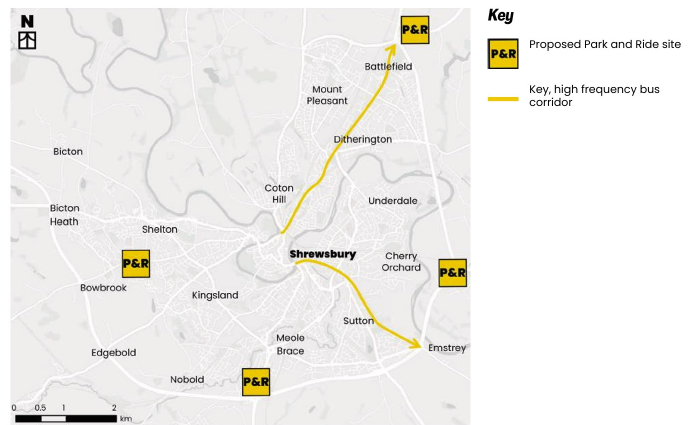 N
P&R
Battlefield
Mount
Pleasant
Ditherington
Bicton
Coton
Hill
Underdale
Bicton
Heath
Shelton
Shrewsbury
Cherry
Orchard
P&R
P&R
Bowbrook
Kingsland
Sutton
Meole
Brace
Emstrey
Edgebold
Nobold
P&R
0 0.5 1 2 km
Key
P&R
Proposed Park and Ride site
Key, high frequency bus
corridor